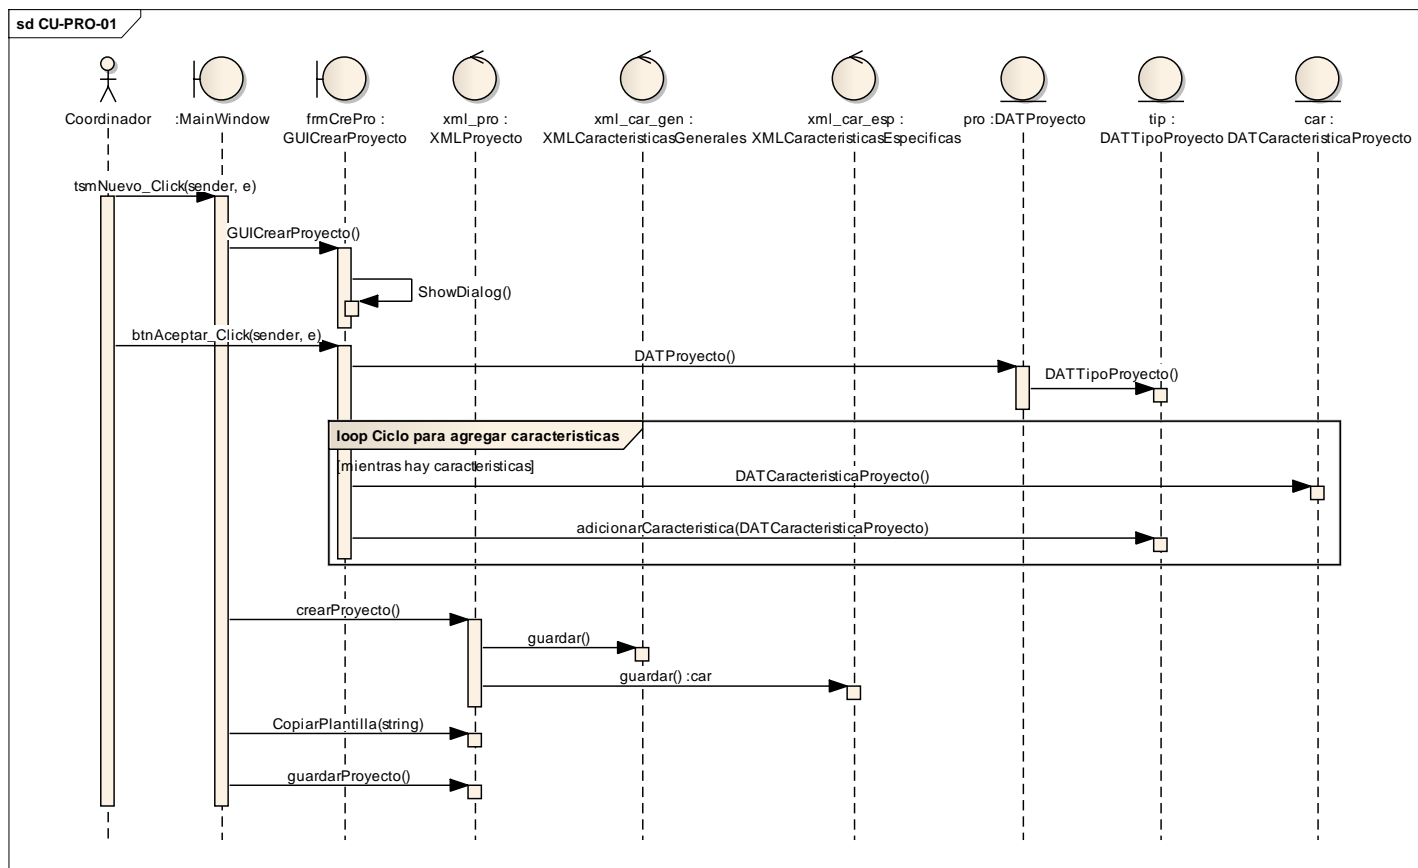 sd CU-PRO-01
Coordinador
:MainWindow
frmCrePro :
GUICrearProyecto
xml_pro :
XMLProyecto
xml_car_gen :
XMLCaracteristicasGenerales
xml_car_esp :
XMLCaracteristicasEspecificas
pro :DATProyecto
tip :
DATTipoProyecto
car :
DATCaracteristicaProyecto
tsmNuevo_Click(sender, e)
GUICrearProyecto()
ShowDialog()
btnAceptar_Click(sender, e)
DATProyecto()
DATTipoProyecto()
loop Ciclo para agregar caracteristicas
[mientras hay caracteristicas]
DATCaracteristicaProyecto()
adicionarCaracteristica(DATCaracteristicaProyecto)
crearProyecto()
guardar()
guardar() :car
CopiarPlantilla(string)
guardarProyecto()